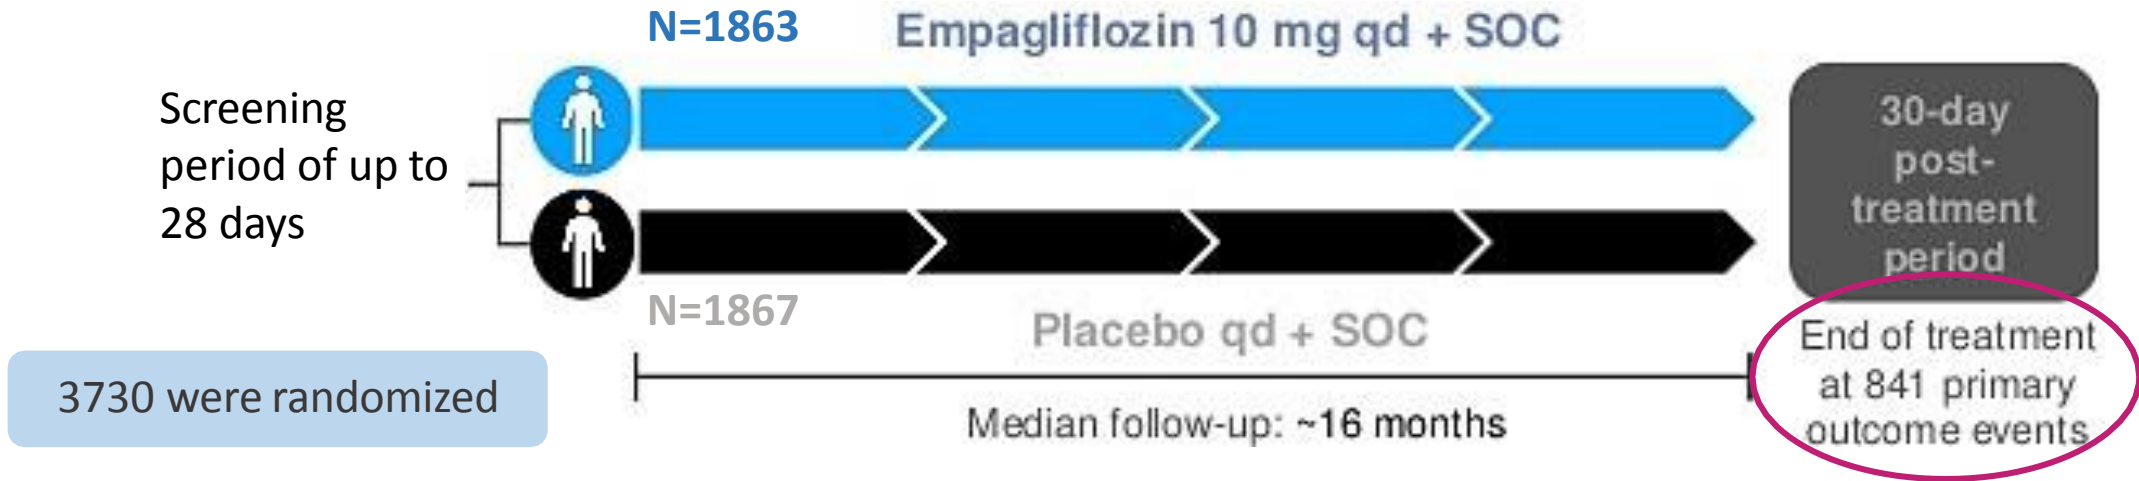 N=1863
Empagliflozin 10 mg qd + SOC
Screening
period of up to
28 days
30-day
post-
treatment
period
N=1867
Placebo qd + SOC
3730 were randomized
Median follow-up: ~16 months
End of treatment
at 841 primary
outcome events